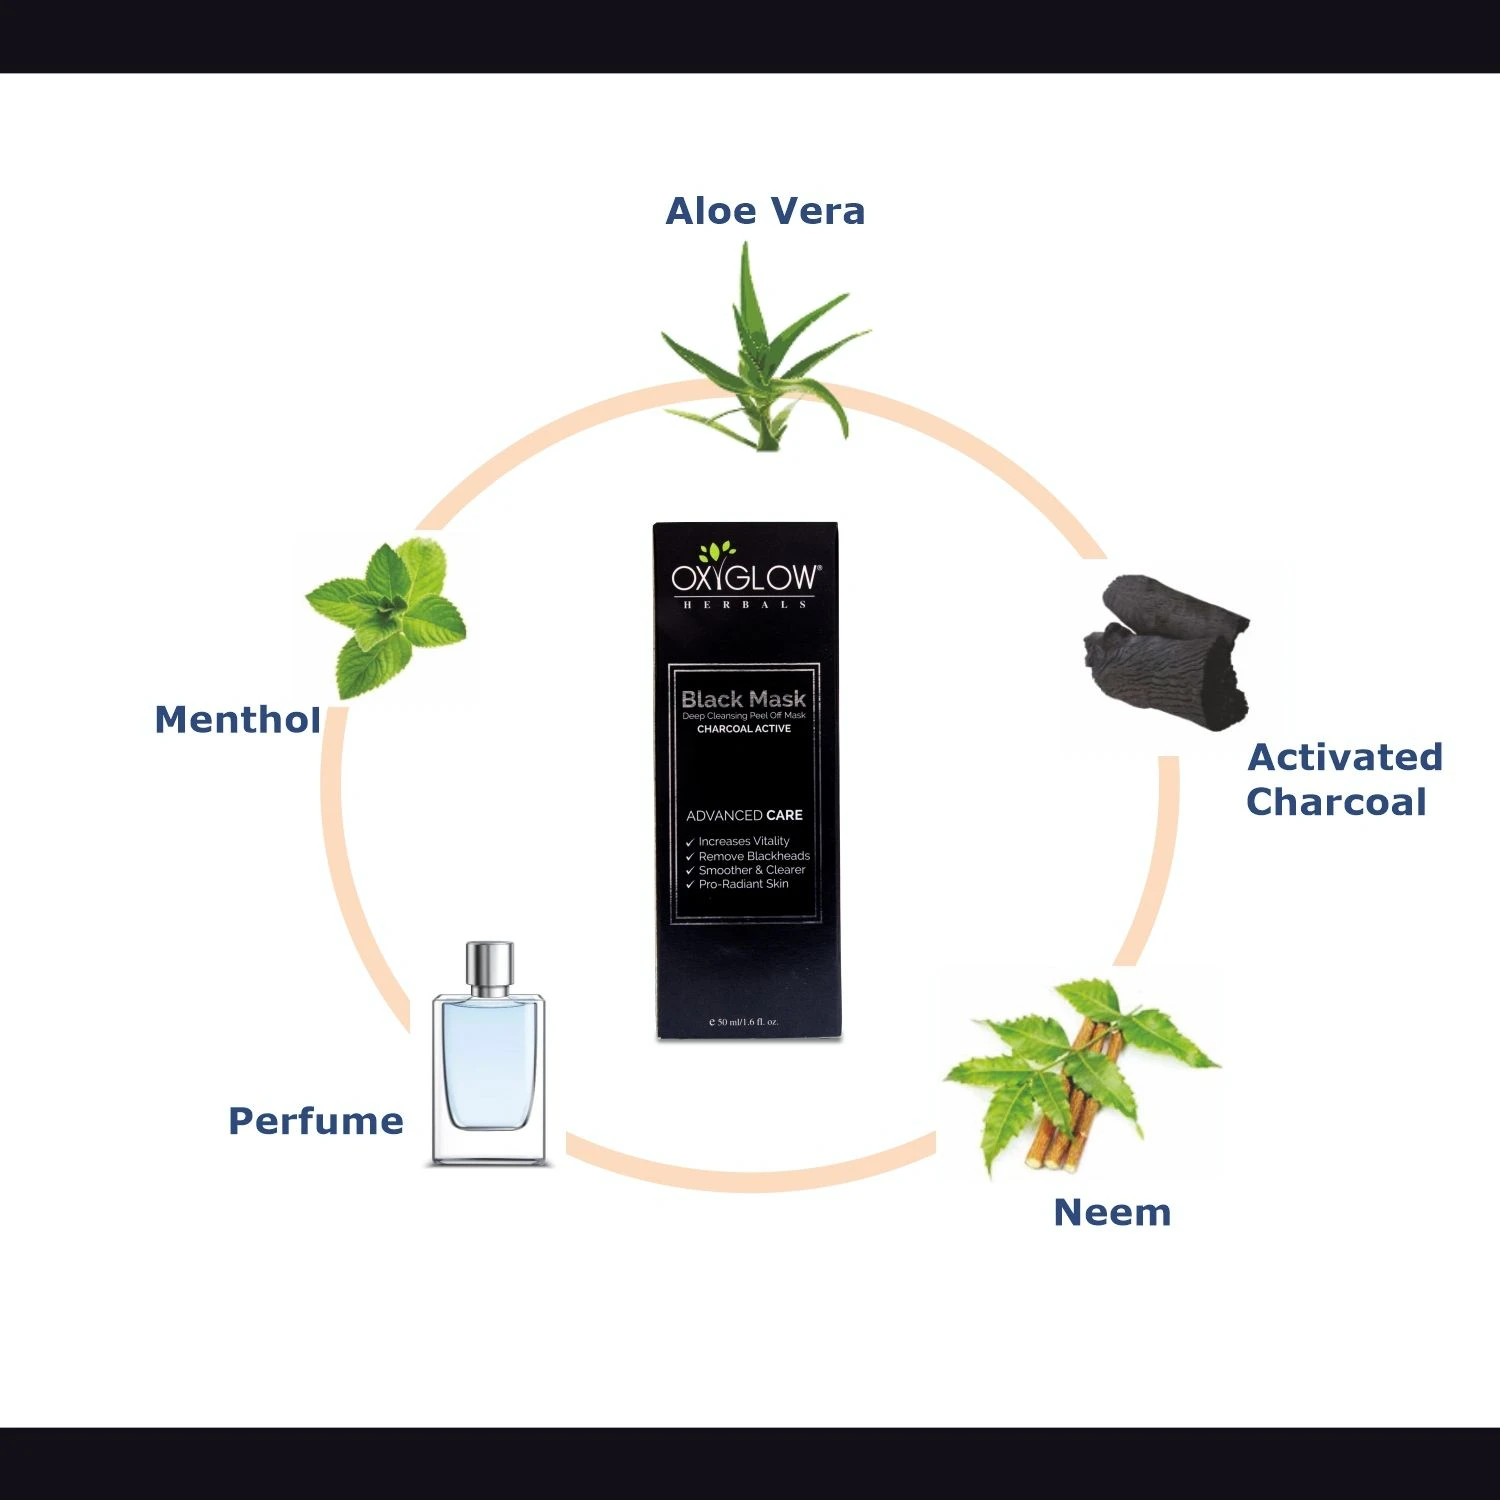 Aloe Vera
OXYGLOW®
HERBALS
Black Mask
Deep Cleansing Peel Off Mask
CHARCOAL ACTIVE
ADVANCED CARE
✓ Increases Vitality
✓ Remove Blackheads
✓ Smoother & Clearer
✓ Pro-Radiant Skin
e 50 ml/1.6 fl. oz.
Menthol
Activated
Charcoal
Perfume
Neem